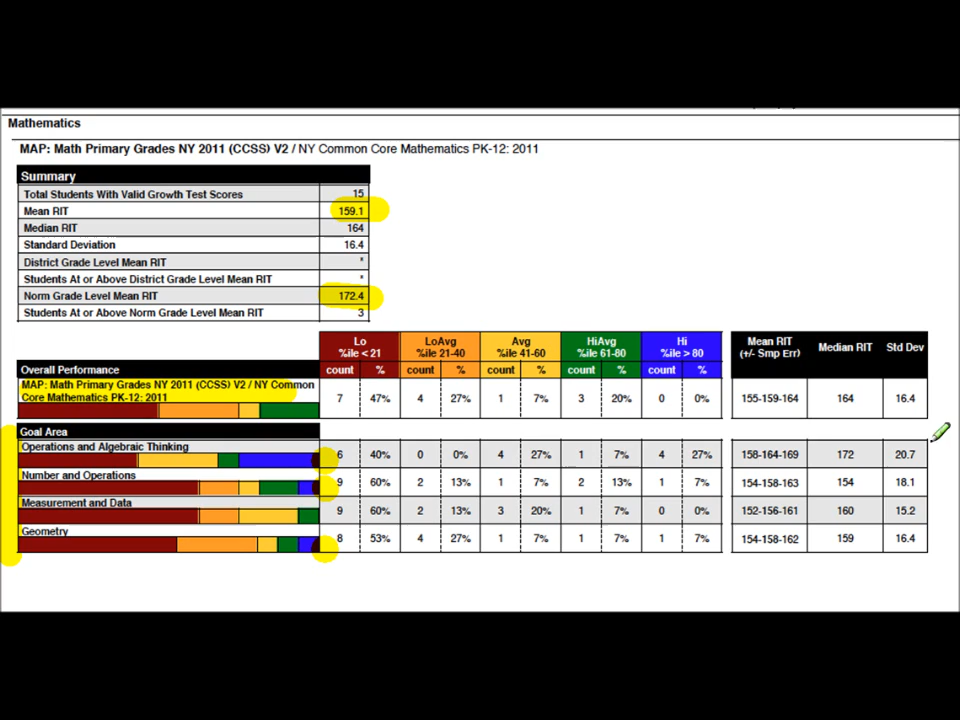 Mathematics
MAP: Math Primary Grades NY 2011 (CCSS) V2 / NY Common Core Mathematics PK-12: 2011
Summary
Total Students With Valid Growth Test Scores 15
Mean RIT 159.1
Median RIT 164
Standard Deviation 16.4
District Grade Level Mean RIT *
Students At or Above District Grade Level Mean RIT *
Norm Grade Level Mean RIT 172.4
Students At or Above Norm Grade Level Mean RIT 3
Lo LoAvg Avg HiAvg Hi Mean RIT Median RIT Std Dev
%ile < 21 %ile 21-40 %ile 41-60 %ile 61-80 %ile > 80 (+/- Smp Err)
Overall Performance count % count % count % count % count %
MAP: Math Primary Grades NY 2011 (CCSS) V2 / NY Common
Core Mathematics PK-12: 2011 7 47% 4 27% 1 7% 3 20% 0 0% 155-159-164 164 16.4
Goal Area
Operations and Algebraic Thinking 6 40% 0 0% 4 27% 1 7% 4 27% 158-164-169 172 20.7
Number and Operations 9 60% 2 13% 1 7% 2 13% 1 7% 154-158-163 154 18.1
Measurement and Data 9 60% 2 13% 3 20% 1 7% 0 0% 152-156-161 160 15.2
Geometry 8 53% 4 27% 1 7% 1 7% 1 7% 154-158-162 159 16.4